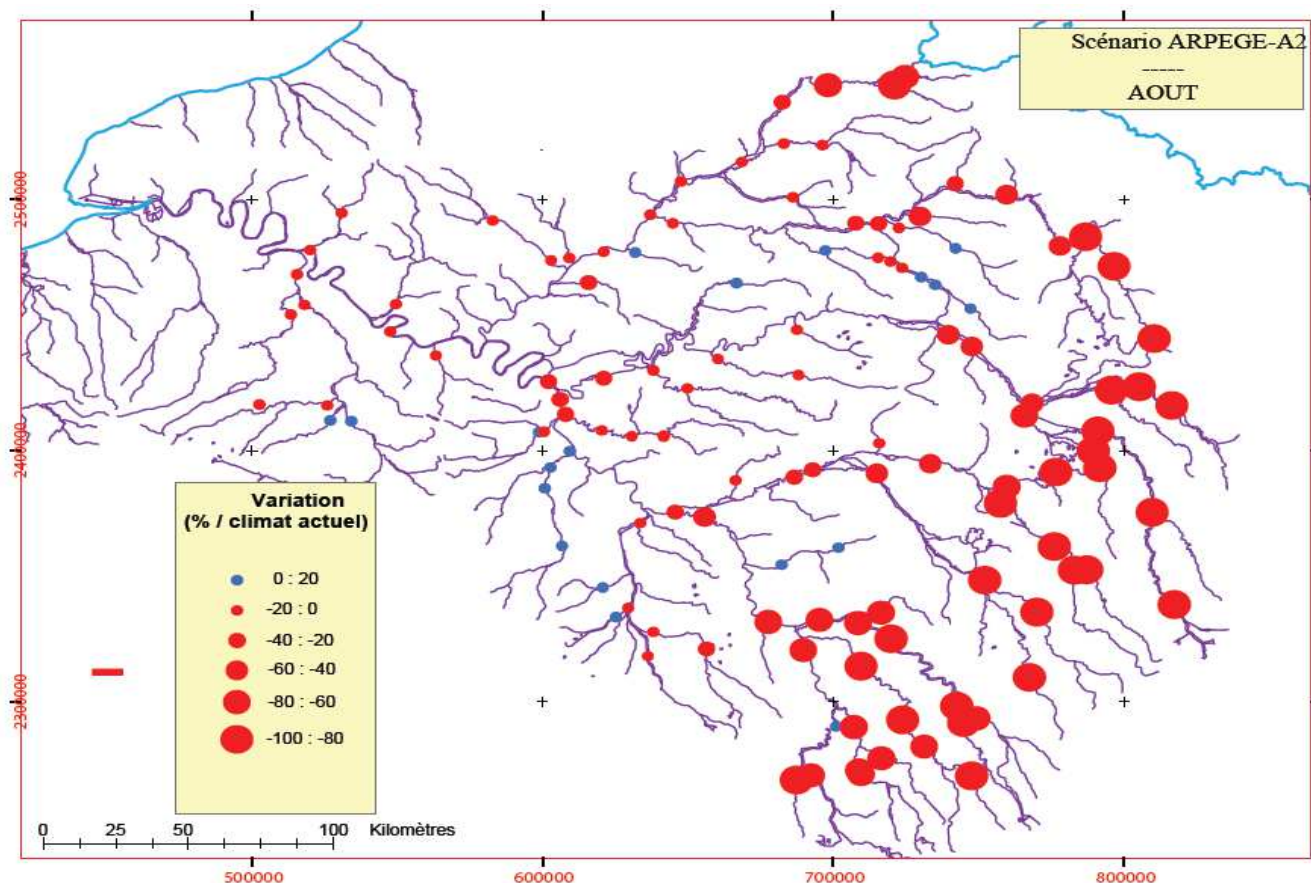 Scénario ARPEGE-A2
-----
AOUT
2500000
2400000
2300000
Variation
(% / climat actuel)
0 : 20
-20 : 0
-40 : -20
-60 : -40
-80 : -60
-100 : -80
0 25 50 100 Kilomètres
500000 600000 700000 800000